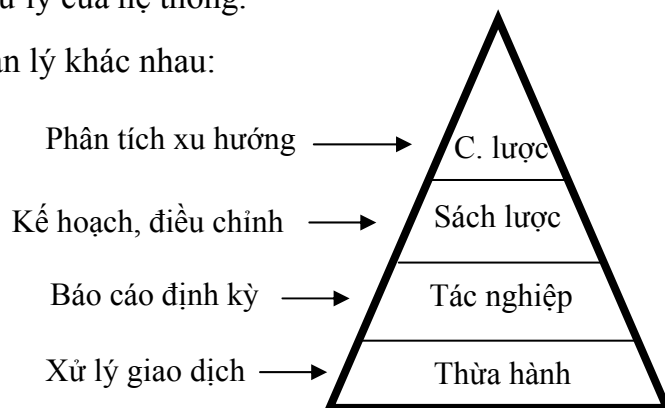 lý của hệ thống.
lý khác nhau:
Phân tích xu hướng
C. lược
Kế hoạch, điều chỉnh
Sách lược
Báo cáo định kỳ
Tác nghiệp
Xử lý giao dịch
Thừa hành